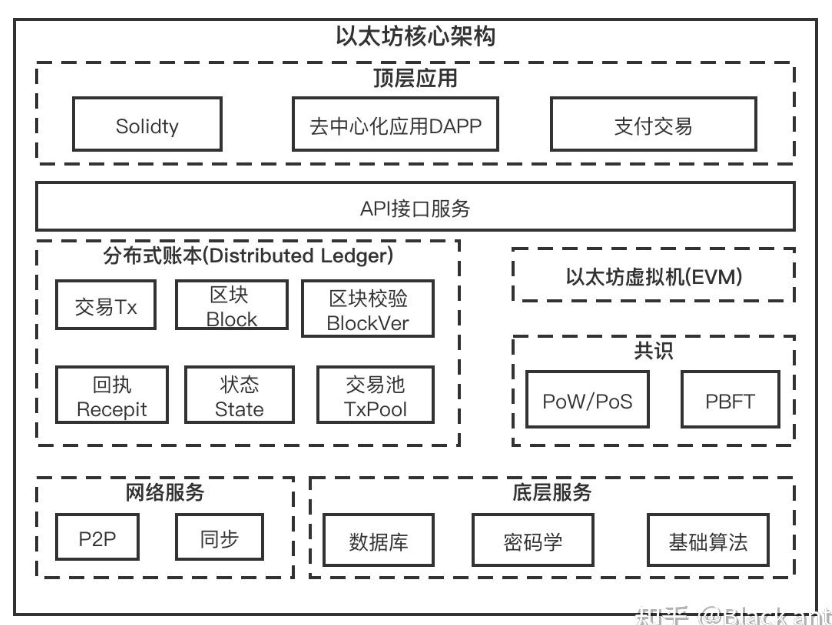 以太坊核心架构
顶层应用
Solidty
去中心化应用DAPP
支付交易
API接口服务
分布式账本(Distributed Ledger)
交易Tx
区块
Block
区块校验
BlockVer
回执
Recepit
状态
State
交易池
TxPool
以太坊虚拟机(EVM)
共识
PoW/PoS
PBFT
网络服务
P2P
同步
底层服务
数据库
密码学
基础算法
知乎 @Blackant